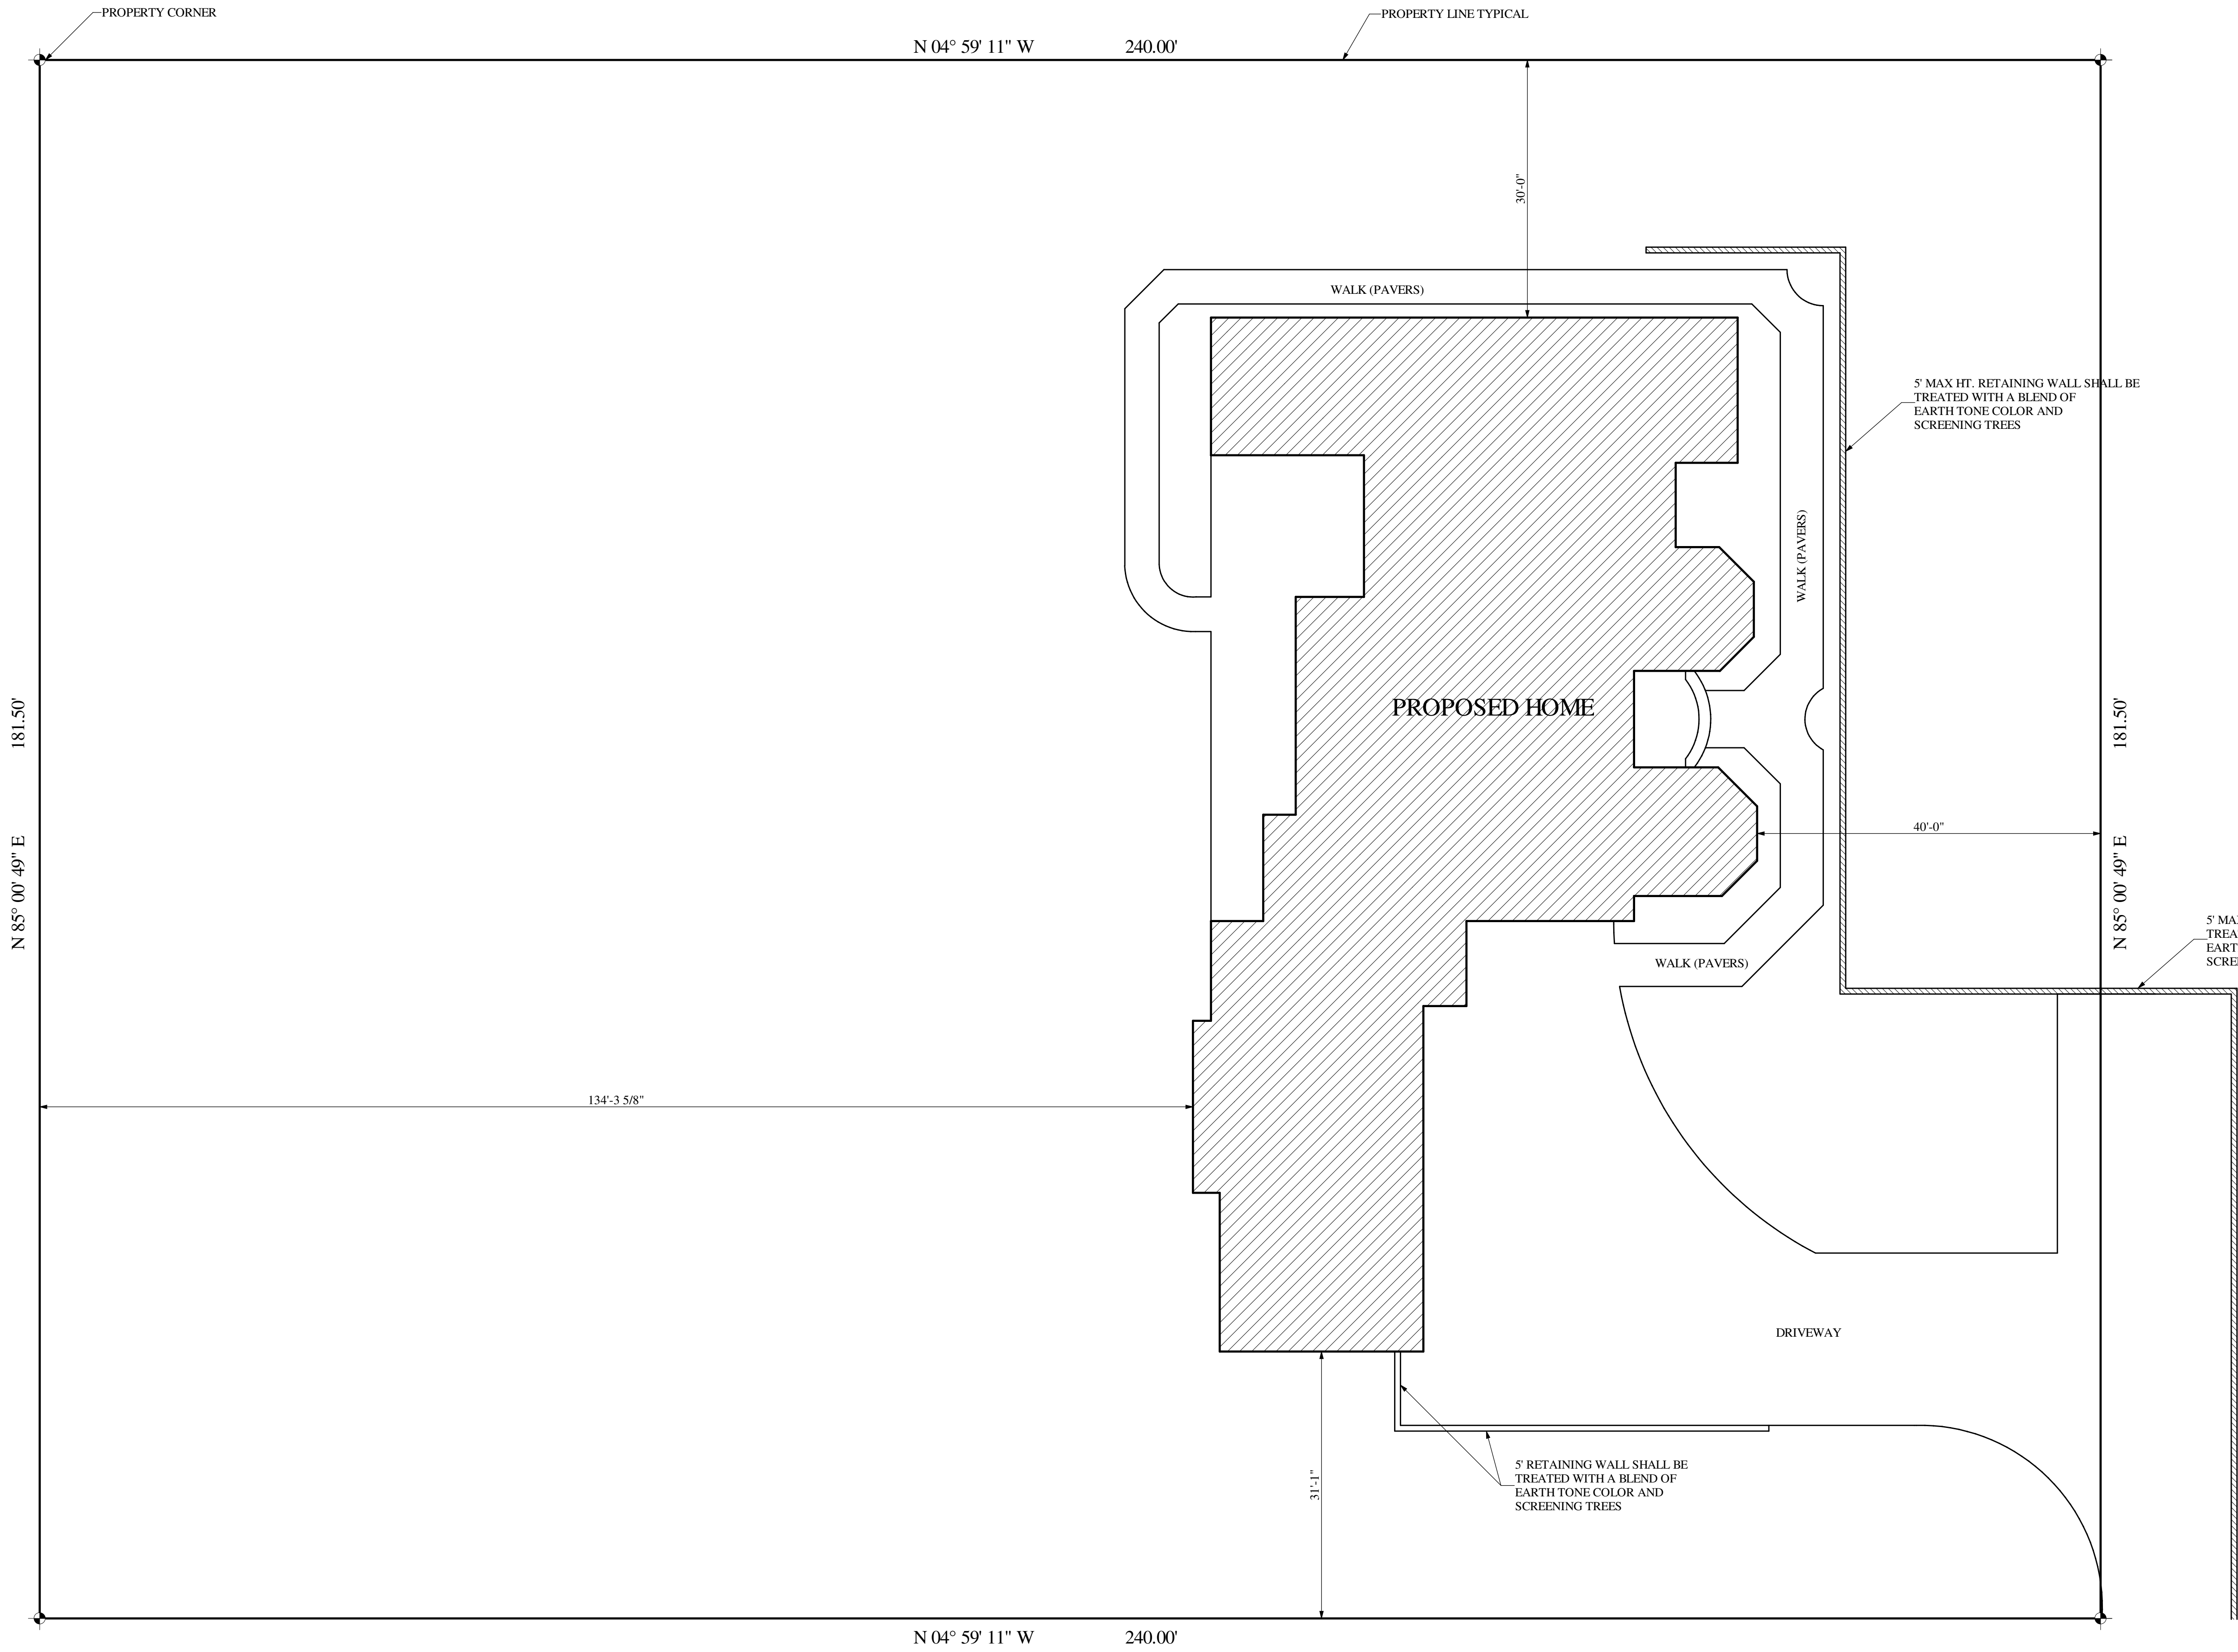 PROPERTY CORNER
PROPERTY LINE TYPICAL
N 04° 59' 11" W 240.00'
30'-0"
WALK (PAVERS)
5' MAX HT. RETAINING WALL SHALL BE
TREATED WITH A BLEND OF
EARTH TONE COLOR AND
SCREENING TREES
WALK (PAVERS)
PROPOSED HOME
N 85° 00' 49" E 181.50'
N 85° 00' 49" E 181.50'
40'-0"
5'
WALK (PAVERS)
134'-3 5/8"
DRIVEWAY
31'-1"
5' RETAINING WALL SHALL BE
TREATED WITH A BLEND OF
EARTH TONE COLOR AND
SCREENING TREES
N 04° 59' 11" W 240.00'